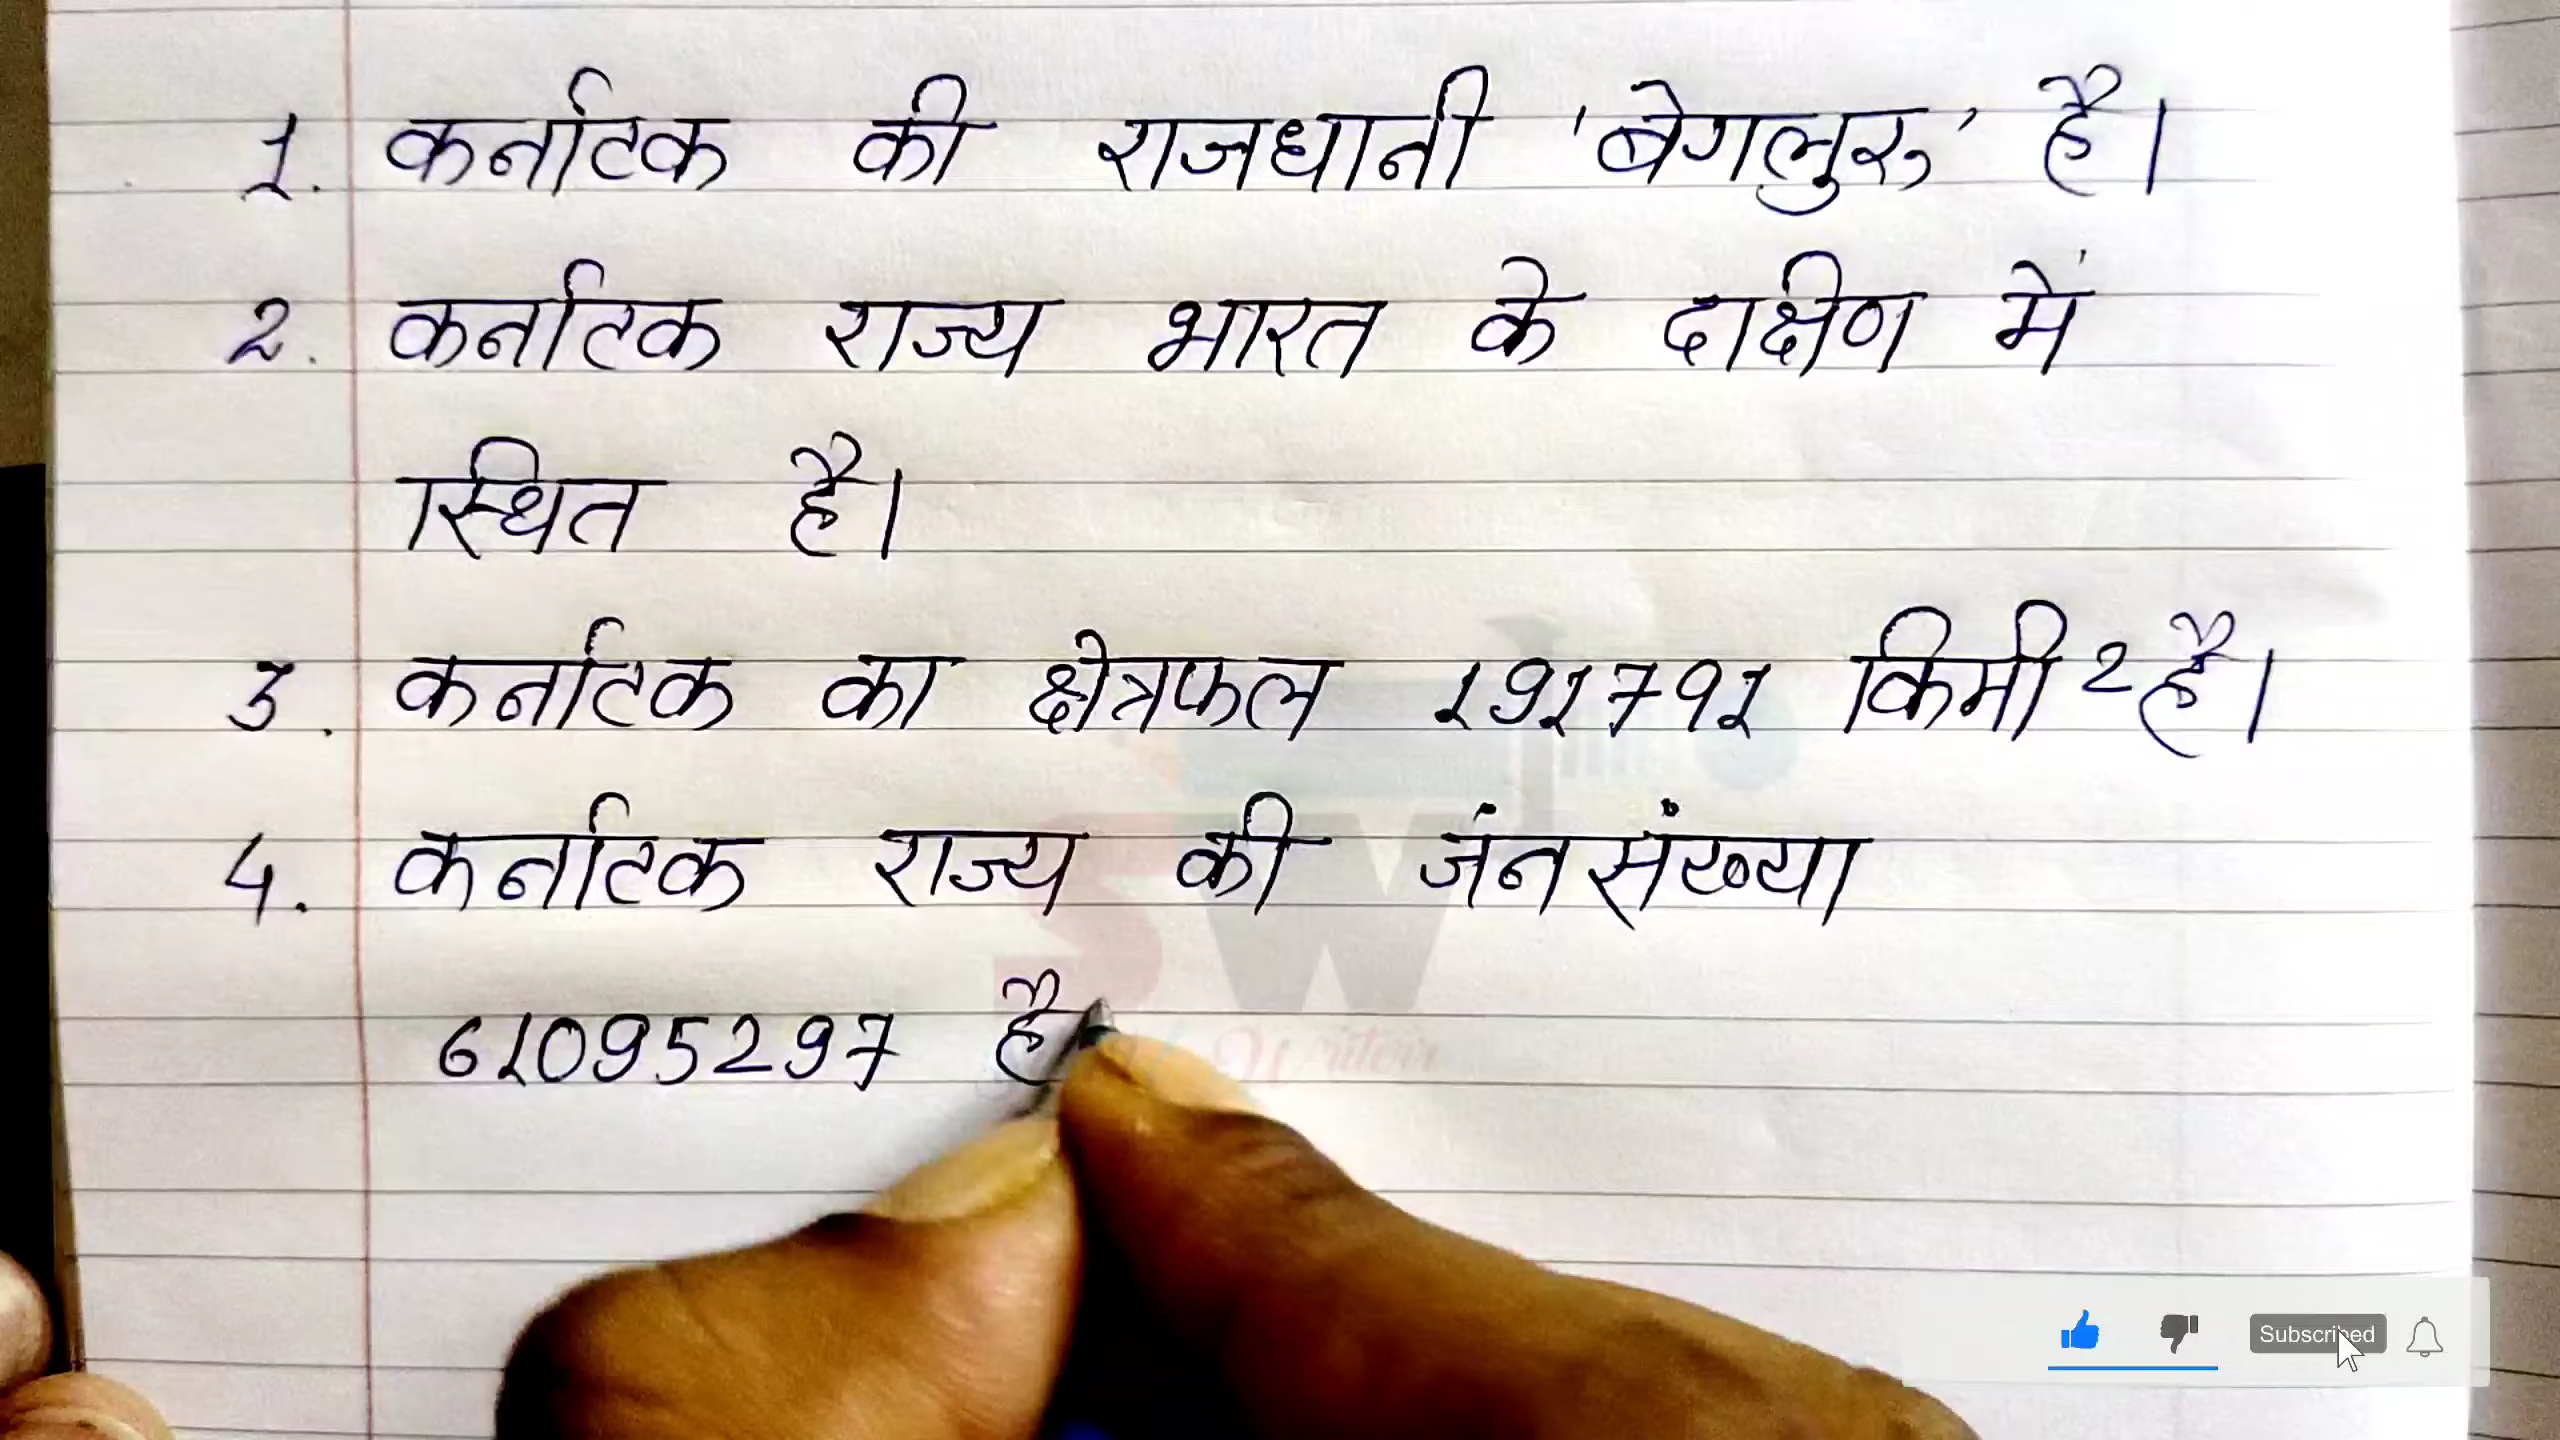 1. कर्नाटक की राजधानी 'बेगलुरु' है।
2. कर्नाटक राज्य भारत के दाक्षिण में
स्थित है।
3. कर्नाटक का क्षेत्रफल 191791 किमी² है।
4. कर्नाटक राज्य की जंनसंख्या
61095297 है
SW
Subscribed